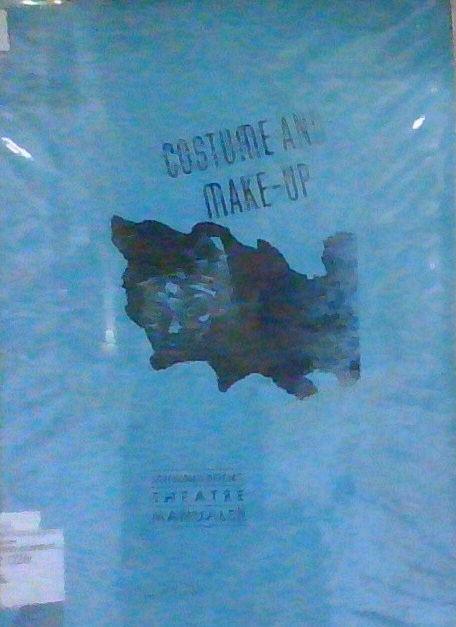 COSTUME AND
MAKE-UP
THEATRE
MANUALS